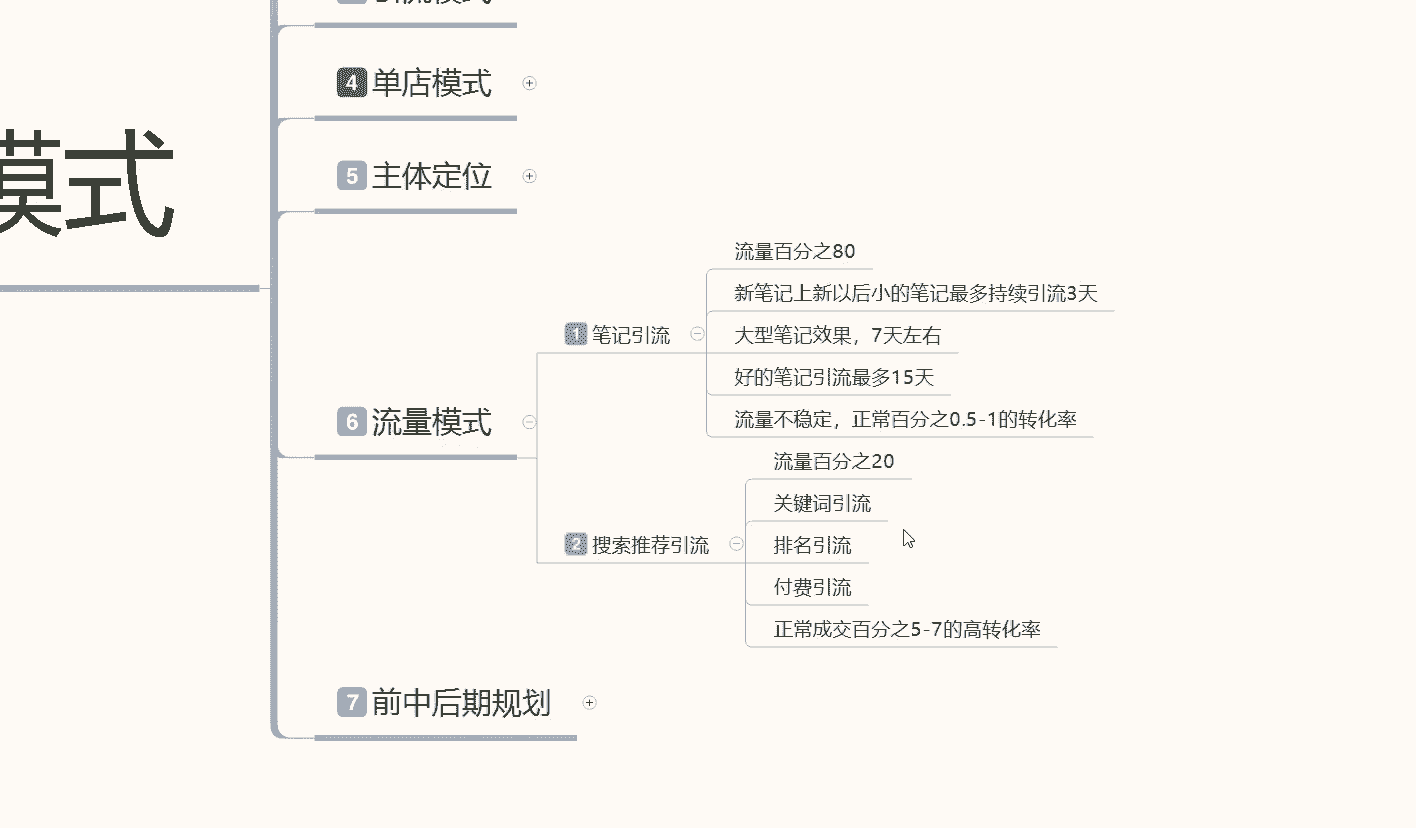 4 单店模式
模式
5 主体定位
6 流量模式
1 笔记引流
流量百分之80
新笔记上新以后小的笔记最多持续引流3天
大型笔记效果，7天左右
好的笔记引流最多15天
流量不稳定，正常百分之0.5-1的转化率
2 搜索推荐引流
流量百分之20
关键词引流
排名引流
付费引流
正常成交百分之5-7的高转化率
7 前中后期规划